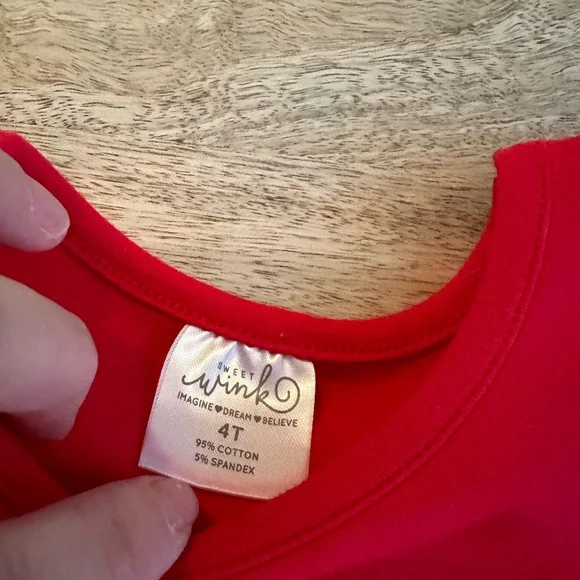 SWEET
wink
IMAGINE♥DREAM♥BELIEVE
4T
95% COTTON
5% SPANDEX